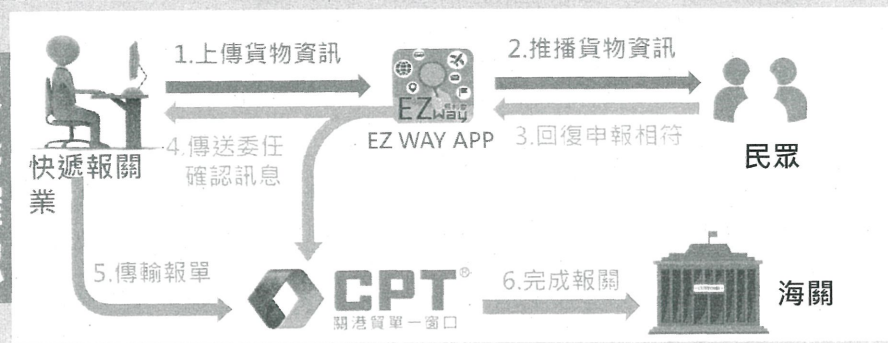 1.上傳貨物資訊
2.推播貨物資訊
EZ way
EZ WAY APP
3.回復申報相符
4.傳送委任
確認訊息
快遞報關
業
民眾
5.傳輸報單
CPT®
關港貿單一窗口
6.完成報關
海關